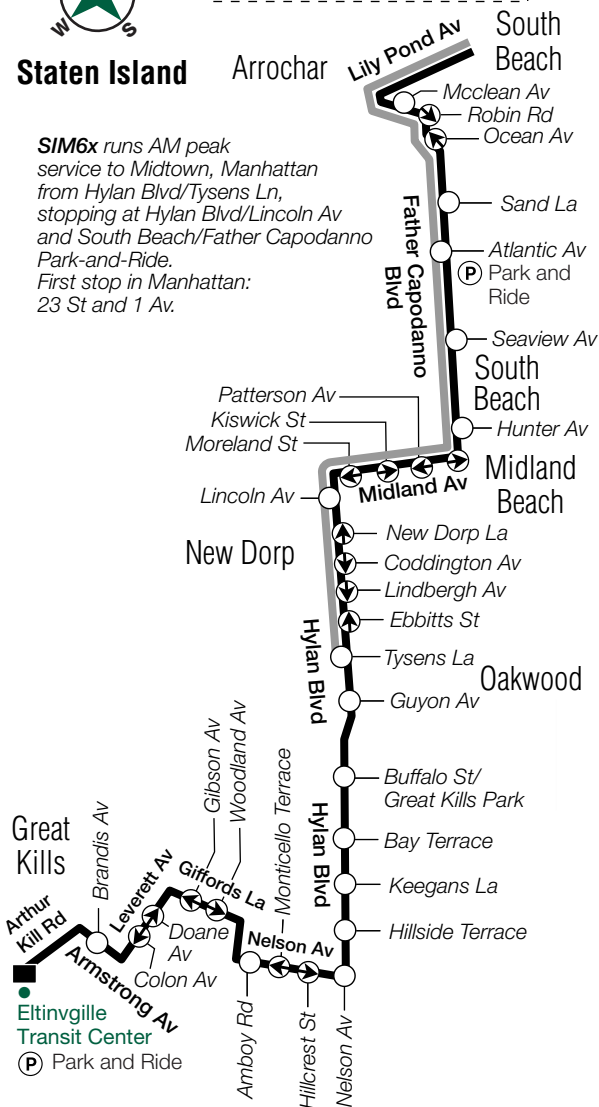 W
S
Staten Island
Arrochar
Lily Pond Av
South
Beach
Mcclean Av
Robin Rd
Ocean Av
SIM6x runs AM peak
service to Midtown, Manhattan
from Hylan Blvd/Tysens Ln,
stopping at Hylan Blvd/Lincoln Av
and South Beach/Father Capodanno
Park-and-Ride.
First stop in Manhattan:
23 St and 1 Av.
Sand La
Father Capodanno
Blvd
Atlantic Av
P Park and
Ride
Seaview Av
South
Beach
Patterson Av
Kiswick St
Moreland St
Hunter Av
Midland
Beach
Midland Av
Lincoln Av
New Dorp
New Dorp La
Coddington Av
Lindbergh Av
Ebbitts St
Hylan Blvd
Tysens La
Oakwood
Guyon Av
Buffalo St/
Great Kills Park
Hylan Blvd
Bay Terrace
Keegans La
Hillside Terrace
Great
Kills
Arthur
Kill Rd
Brandis Av
Leverett Av
Gibson Av
Woodland Av
Giffords La
Monticello Terrace
Doane
Av
Colon Av
Armstrong Av
Nelson Av
Amboy Rd
Hillcrest St
Nelson Av
Eltinvgille
Transit Center
P Park and Ride